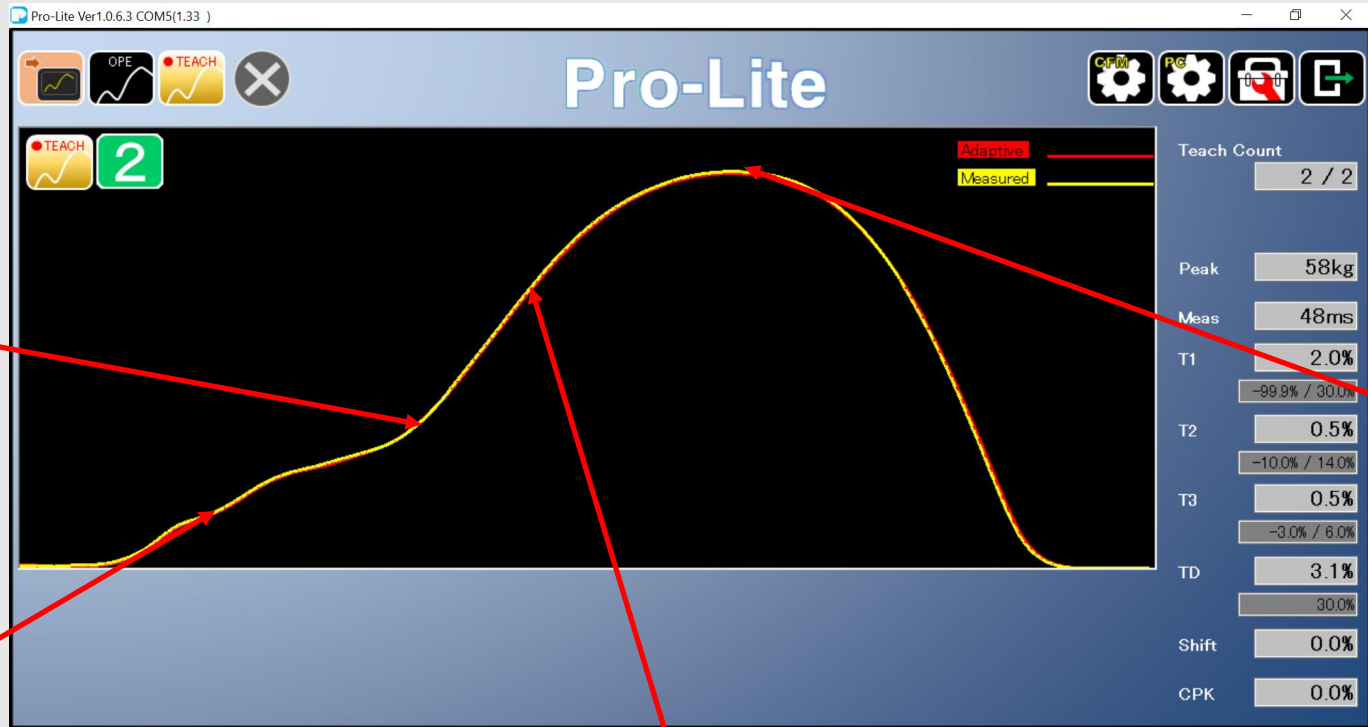 Pro-Lite Ver1.0.6.3 COM5(1.33 )
OPE
TEACH
Pro-Lite
CFM
PC
TEACH
2
Adaptive
Measured
Teach Count
2 / 2
Peak 58kg
Meas 48ms
T1 2.0%
-99.9% / 30.0%
T2 0.5%
-10.0% / 14.0%
T3 0.5%
-3.0% / 6.0%
TD 3.1%
30.0%
Shift 0.0%
CPK 0.0%